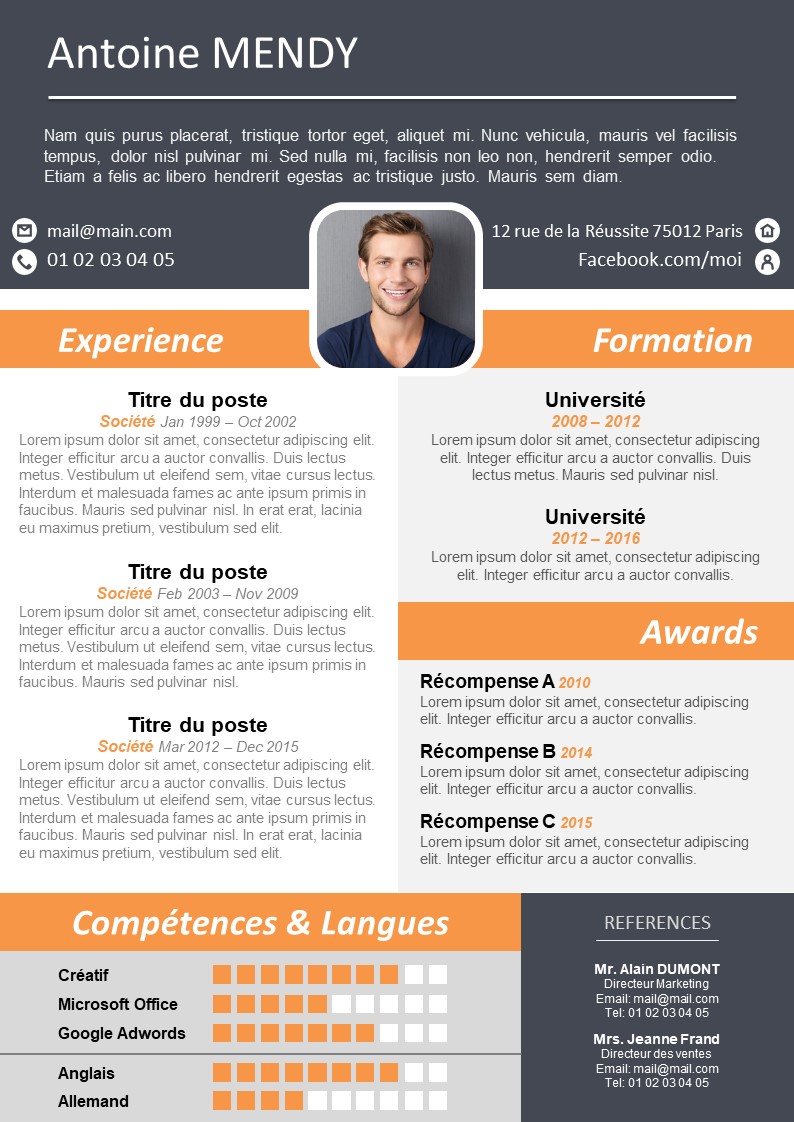 Antoine MENDY
Nam quis purus placerat, tristique tortor eget, aliquet mi. Nunc vehicula, mauris vel facilisis
tempus, dolor nisl pulvinar mi. Sed nulla mi, facilisis non leo non, hendrerit semper odio.
Etiam a felis ac libero hendrerit egestas ac tristique justo. Mauris sem diam.
mail@main.com
01 02 03 04 05
12 rue de la Réussite 75012 Paris
Facebook.com/moi
Experience
Titre du poste
Société Jan 1999 – Oct 2002
Lorem ipsum dolor sit amet, consectetur adipiscing elit.
Integer efficitur arcu a auctor convallis. Duis lectus
metus. Vestibulum ut eleifend sem, vitae cursus lectus.
Interdum et malesuada fames ac ante ipsum primis in
faucibus. Mauris sed pulvinar nisl. In erat erat, lacinia
eu maximus pretium, vestibulum sed elit.
Titre du poste
Société Feb 2003 – Nov 2009
Lorem ipsum dolor sit amet, consectetur adipiscing elit.
Integer efficitur arcu a auctor convallis. Duis lectus
metus. Vestibulum ut eleifend sem, vitae cursus lectus.
Interdum et malesuada fames ac ante ipsum primis in
faucibus. Mauris sed pulvinar nisl.
Titre du poste
Société Mar 2012 – Dec 2015
Lorem ipsum dolor sit amet, consectetur adipiscing elit.
Integer efficitur arcu a auctor convallis. Duis lectus
metus. Vestibulum ut eleifend sem, vitae cursus lectus.
Interdum et malesuada fames ac ante ipsum primis in
faucibus. Mauris sed pulvinar nisl. In erat erat, lacinia
eu maximus pretium, vestibulum sed elit.
Formation
Université
2008 – 2012
Lorem ipsum dolor sit amet, consectetur adipiscing
elit. Integer efficitur arcu a auctor convallis. Duis
lectus metus. Mauris sed pulvinar nisl.
Université
2012 – 2016
Lorem ipsum dolor sit amet, consectetur adipiscing
elit. Integer efficitur arcu a auctor convallis.
Awards
Récompense A 2010
Lorem ipsum dolor sit amet, consectetur adipiscing
elit. Integer efficitur arcu a auctor convallis.
Récompense B 2014
Lorem ipsum dolor sit amet, consectetur adipiscing
elit. Integer efficitur arcu a auctor convallis.
Récompense C 2015
Lorem ipsum dolor sit amet, consectetur adipiscing
elit. Integer efficitur arcu a auctor convallis.
Compétences & Langues
Créatif
Microsoft Office
Google Adwords
Anglais
Allemand
REFERENCES
Mr. Alain DUMONT
Directeur Marketing
Email: mail@mail.com
Tel: 01 02 03 04 05
Mrs. Jeanne Frand
Directeur des ventes
Email: mail@mail.com
Tel: 01 02 03 04 05